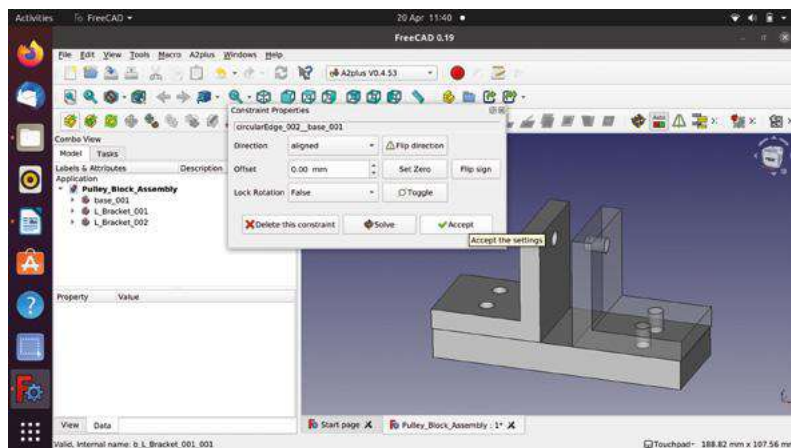 Activities
FreeCAD
20 Apr 11:40
FreeCAD 0.19
File Edit View Tools Macro A2plus Windows Help
A2plus V0.4.53
Constraint Properties
circularEdge_002__base_001
Direction aligned Flip direction
Offset 0.00 mm Set Zero Flip sign
Lock Rotation False Toggle
Delete this constraint Solve Accept
Accept the settings
Combo View
Model Tasks
Labels & Attributes Description
Application
Pulley_Block_Assembly
base_001
L_Bracket_001
L_Bracket_002
Property Value
View Data
Start page
Pulley_Block_Assembly : 1*
Valid, Internal name: b_L_Bracket_001_001
Touchpad 188.82 mm x 107.56 mm